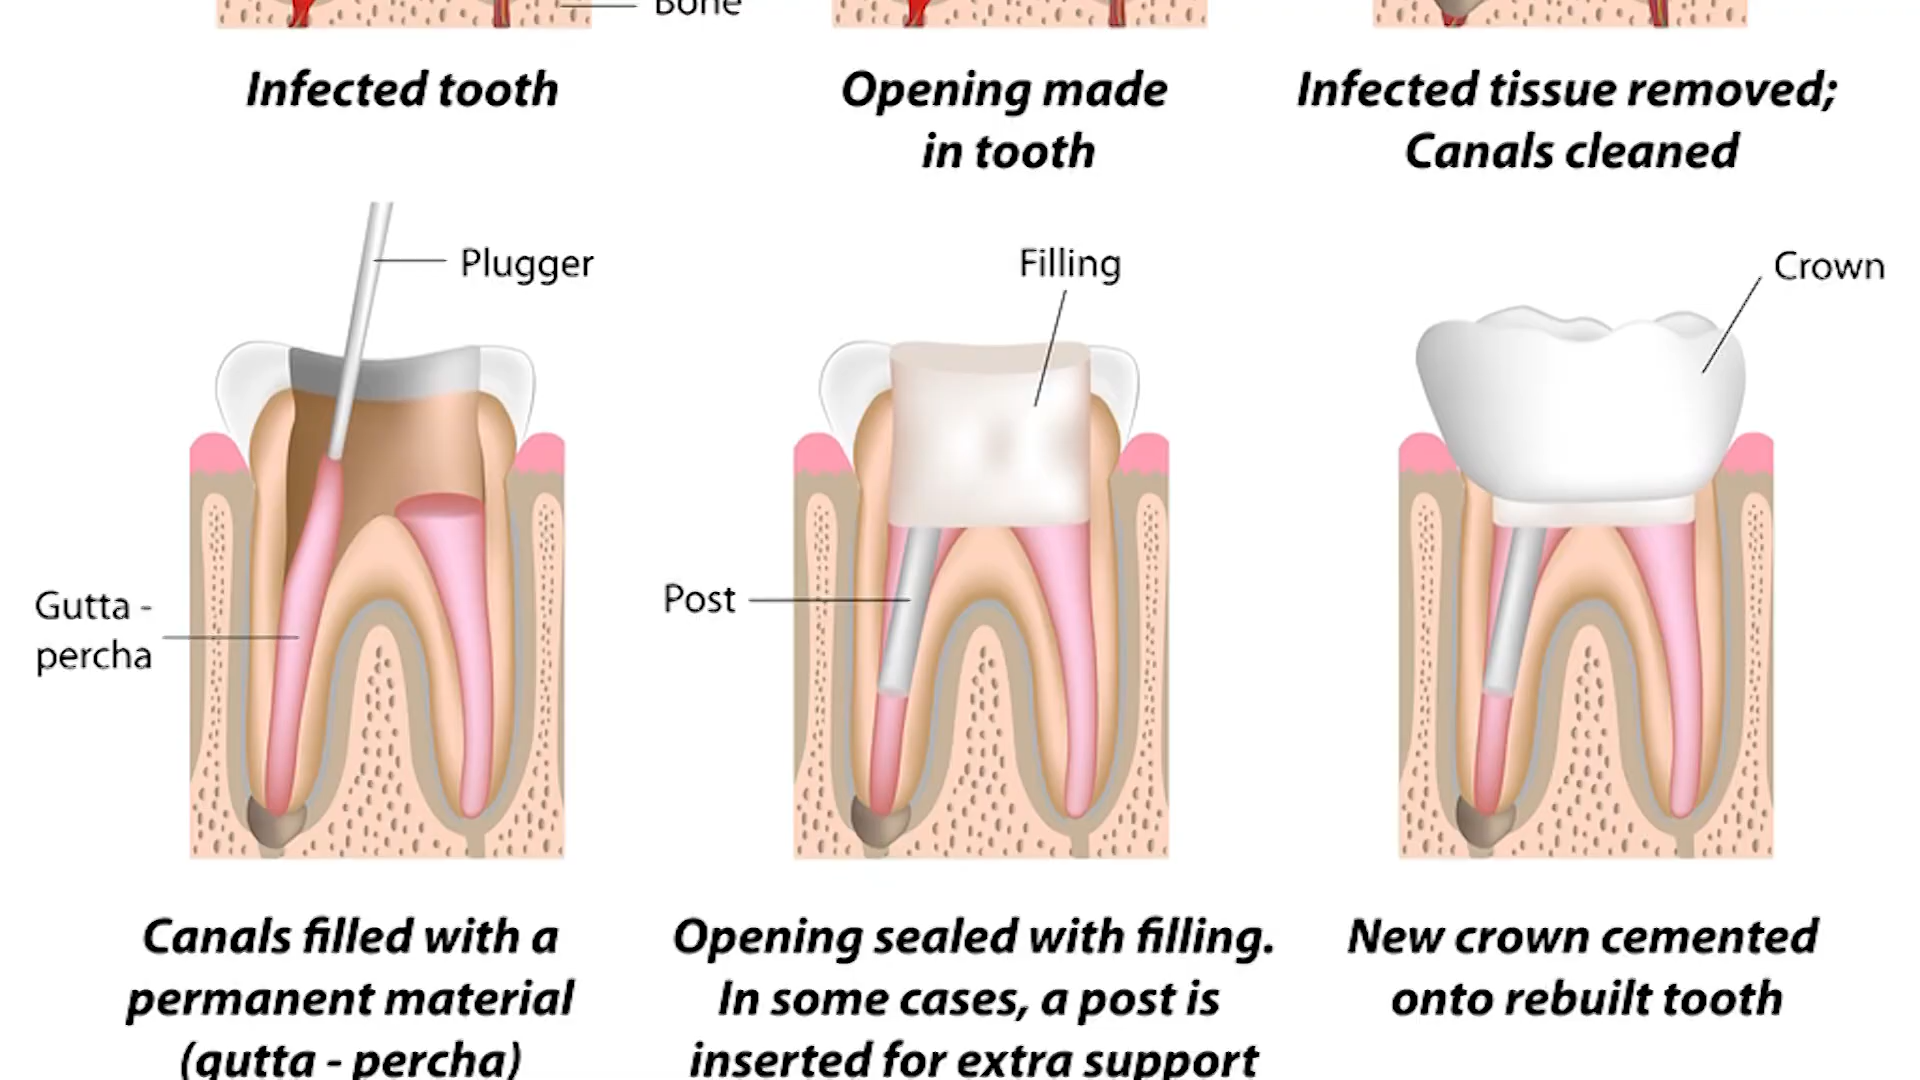 Bone
Infected tooth
Opening made
in tooth
Infected tissue removed;
Canals cleaned
Plugger
Filling
Crown
Gutta -
percha
Post
Canals filled with a
permanent material
(gutta - percha)
Opening sealed with filling.
In some cases, a post is
inserted for extra support
New crown cemented
onto rebuilt tooth